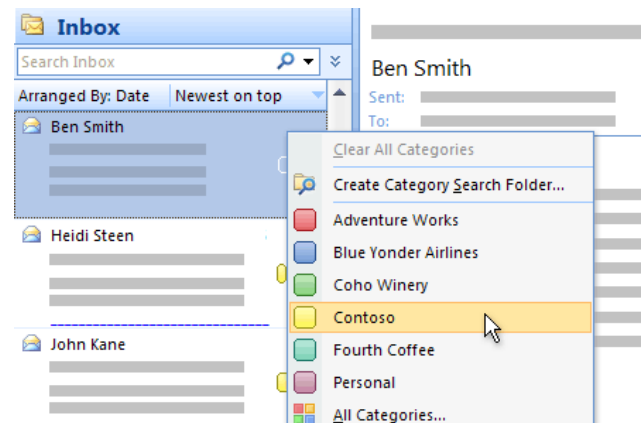 Inbox
Search Inbox
Arranged By: Date Newest on top
Ben Smith
Heidi Steen
John Kane
Ben Smith
Sent:
To:
Clear All Categories
Create Category Search Folder...
Adventure Works
Blue Yonder Airlines
Coho Winery
Contoso
Fourth Coffee
Personal
All Categories...